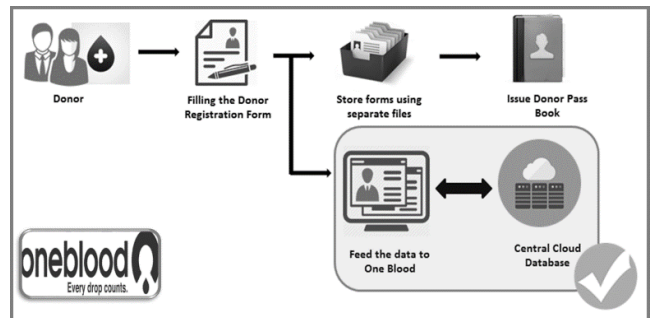 Donor
Filling the Donor
Registration Form
Store forms using
separate files
Issue Donor Pass
Book
Feed the data to
One Blood
Central Cloud
Database
oneblood
Every drop counts.